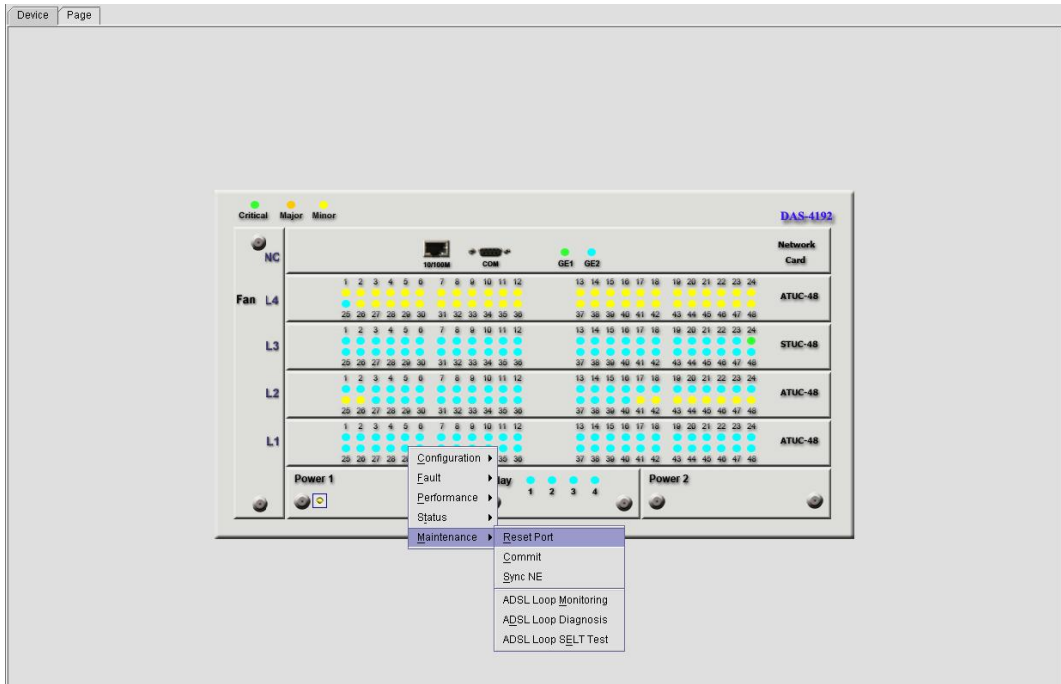 Device Page
Critical Major Minor DAS-4192
NC 10/100M COM GE1 GE2 Network Card
1 2 3 4 5 6 7 8 9 10 11 12 13 14 15 16 17 18 19 20 21 22 23 24
Fan L4 ATUC-48
25 26 27 28 29 30 31 32 33 34 35 36 37 38 39 40 41 42 43 44 45 46 47 48
1 2 3 4 5 6 7 8 9 10 11 12 13 14 15 16 17 18 19 20 21 22 23 24
L3 STUC-48
25 26 27 28 29 30 31 32 33 34 35 36 37 38 39 40 41 42 43 44 45 46 47 48
1 2 3 4 5 6 7 8 9 10 11 12 13 14 15 16 17 18 19 20 21 22 23 24
L2 ATUC-48
25 26 27 28 29 30 31 32 33 34 35 36 37 38 39 40 41 42 43 44 45 46 47 48
1 2 3 4 5 6 7 8 9 10 11 12 13 14 15 16 17 18 19 20 21 22 23 24
L1 ATUC-48
25 26 27 28 35 36 37 38 39 40 41 42 43 44 45 46 47 48
Power 1 1 2 3 4 Power 2
Configuration
Fault
Performance
Status
Maintenance
Reset Port
Commit
Sync NE
ADSL Loop Monitoring
ADSL Loop Diagnosis
ADSL Loop SELT Test